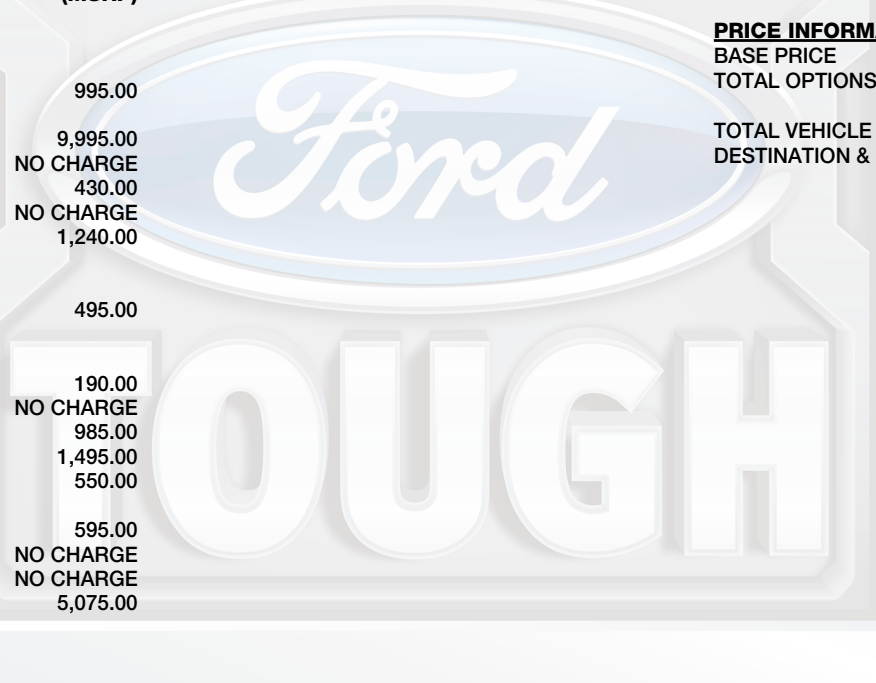 995.00
9,995.00
NO CHARGE
430.00
NO CHARGE
1,240.00
495.00
190.00
NO CHARGE
985.00
1,495.00
550.00
595.00
NO CHARGE
NO CHARGE
5,075.00
PRICE INFORM
BASE PRICE
TOTAL OPTIONS
TOTAL VEHICLE
DESTINATION &
Ford
TOUGH